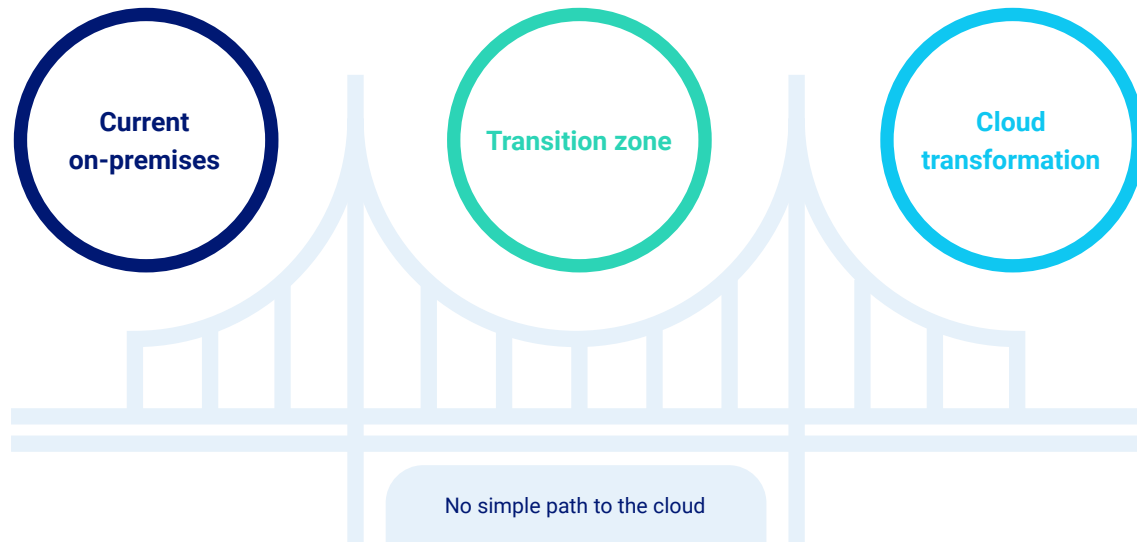 Current
on-premises
Transition zone
Cloud
transformation
No simple path to the cloud